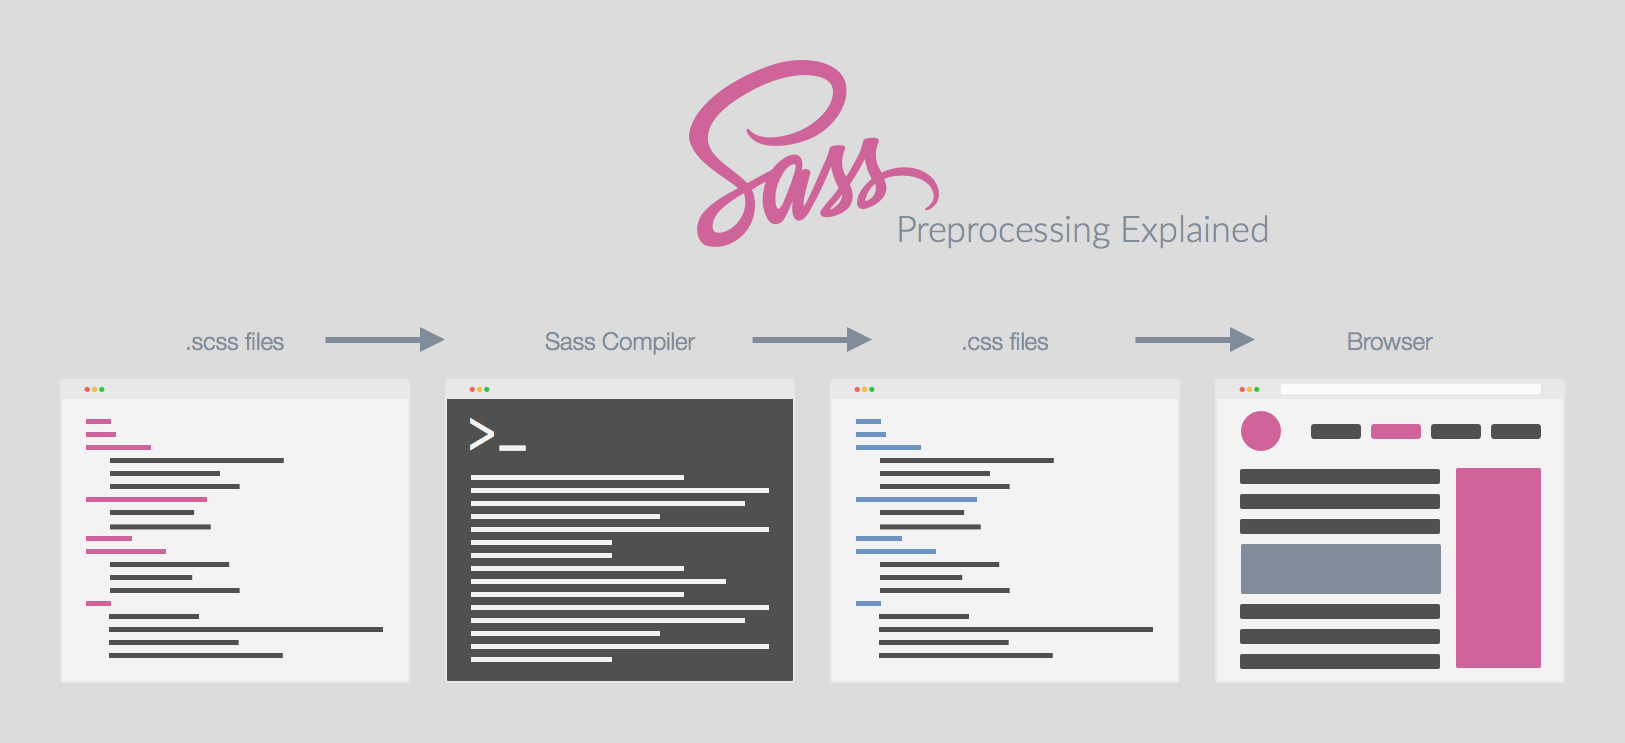 Sass
Preprocessing Explained
.scss files
Sass Compiler
.css files
Browser
>_